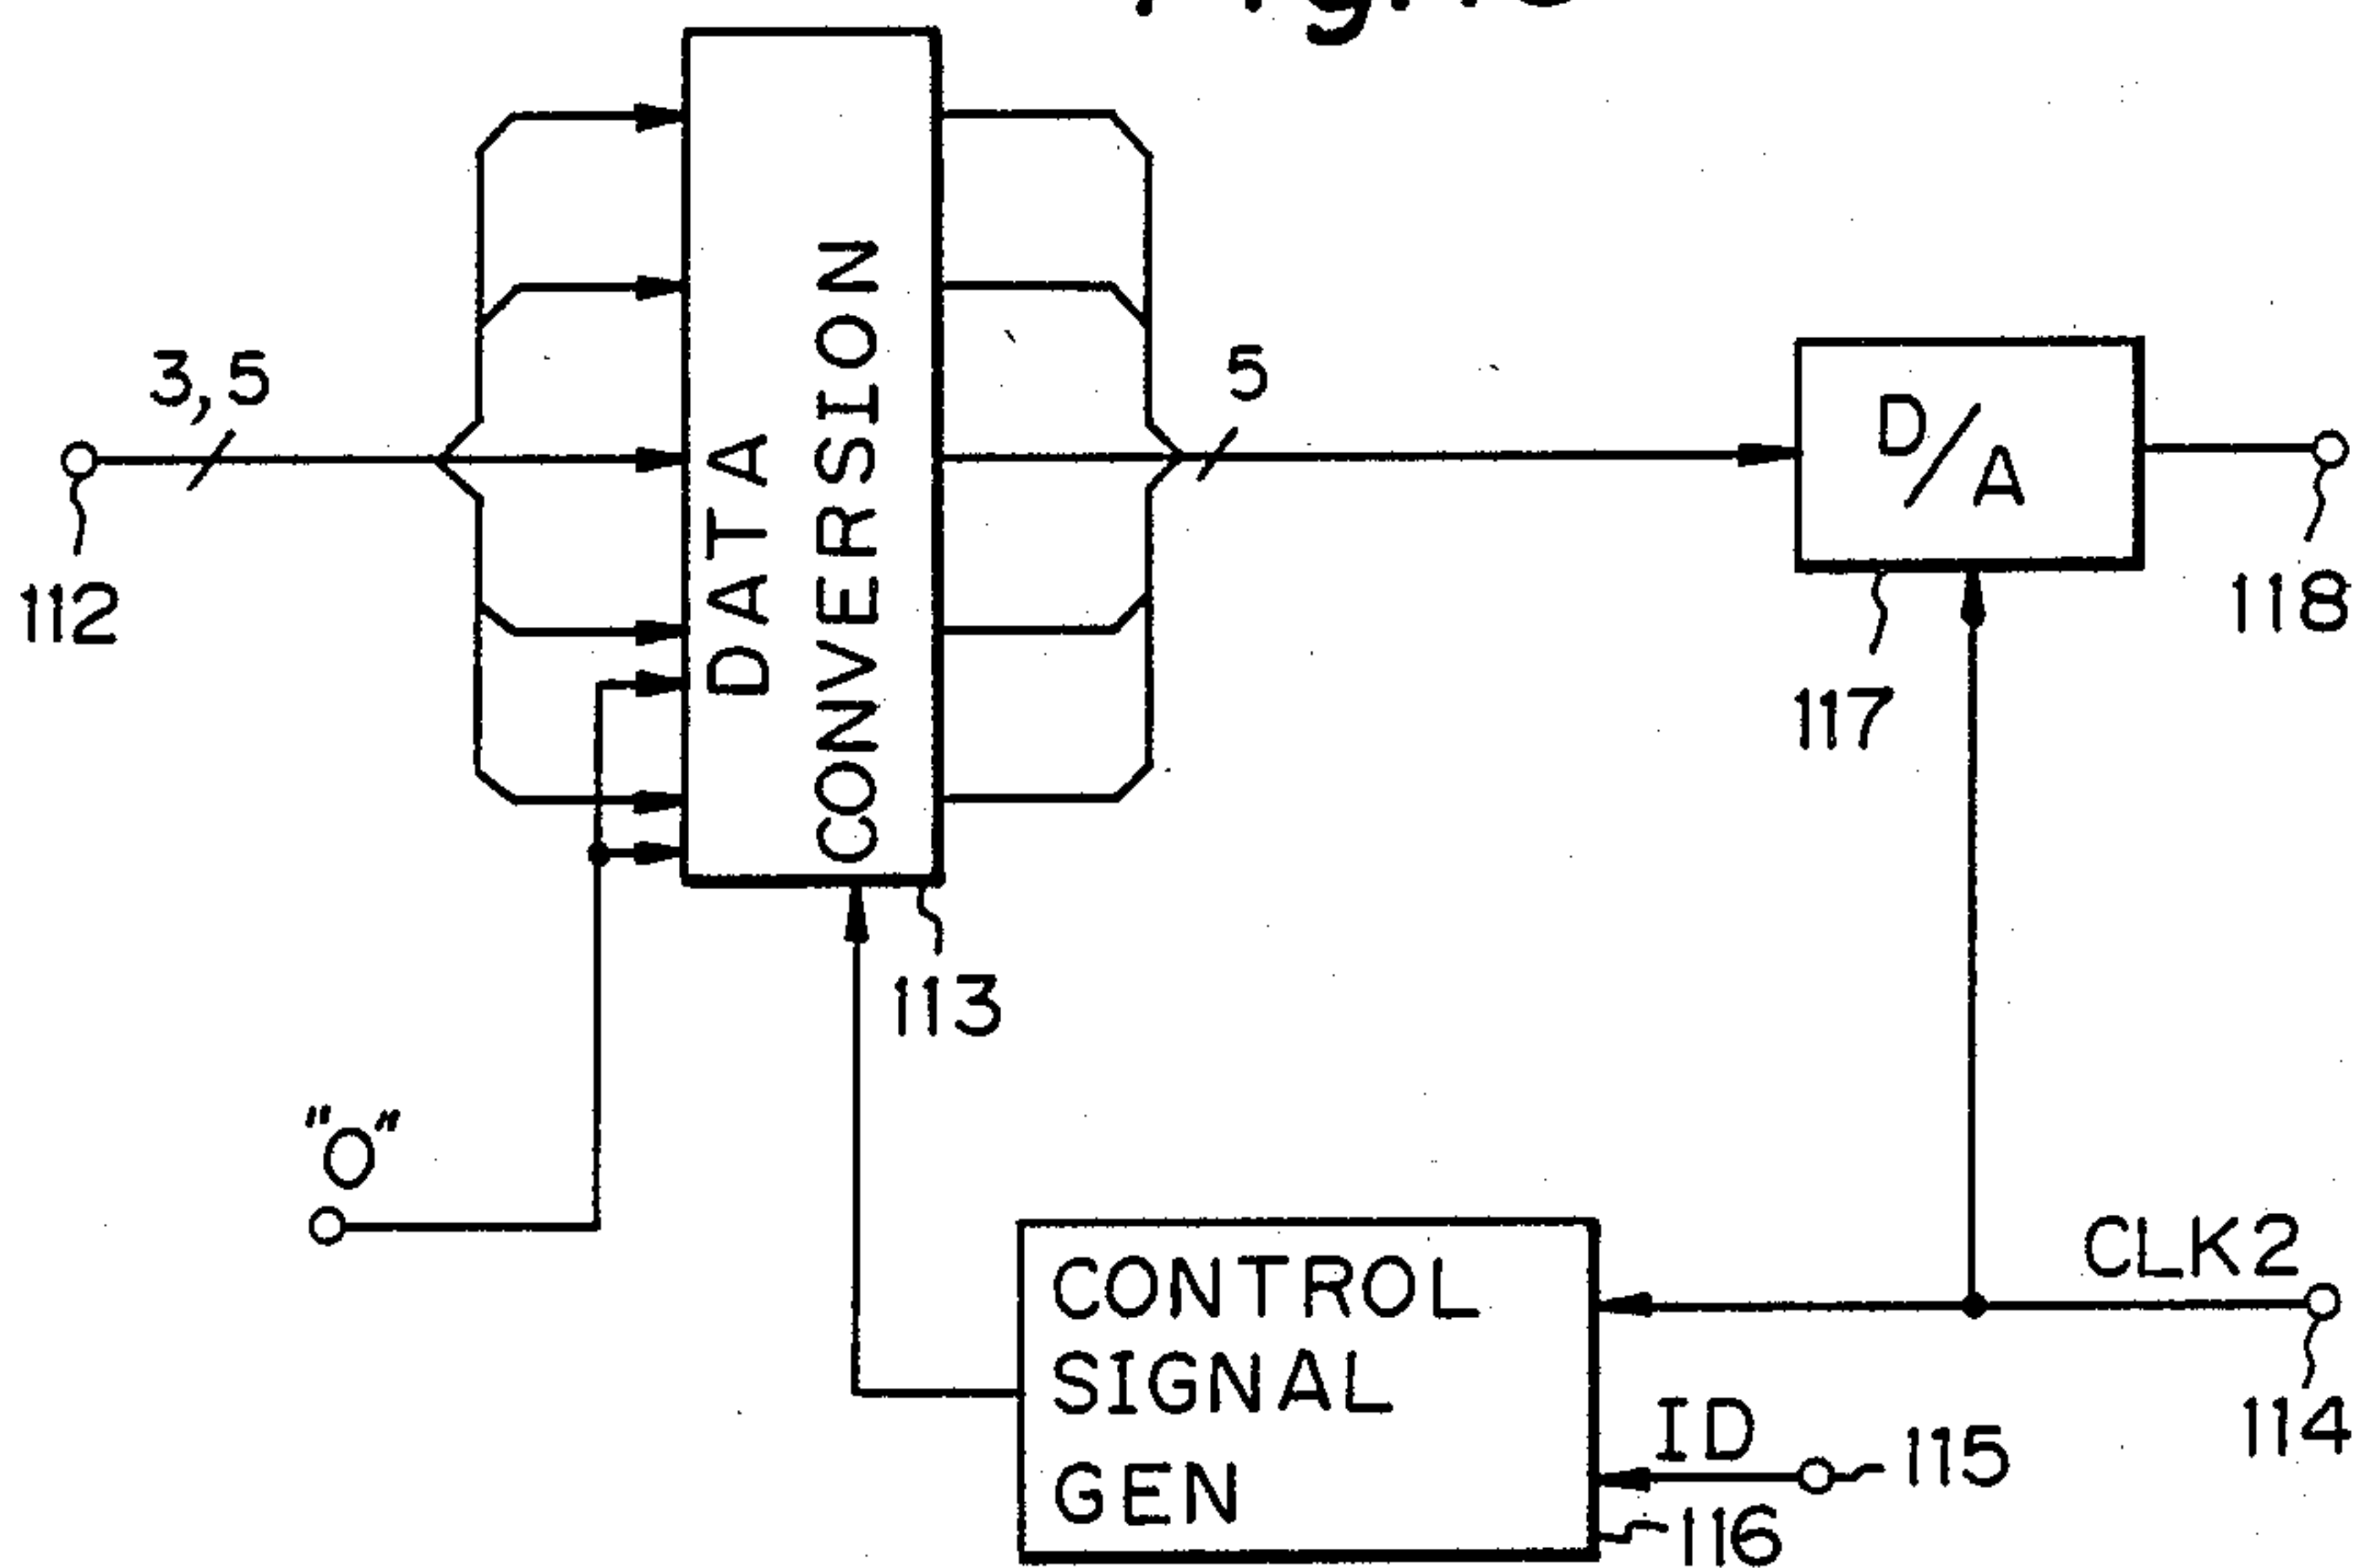 3,5
DATA
CONVERSION
5
D/A
112
118
117
113
"0"
CONTROL
SIGNAL
GEN
CLK2
114
ID
115
116